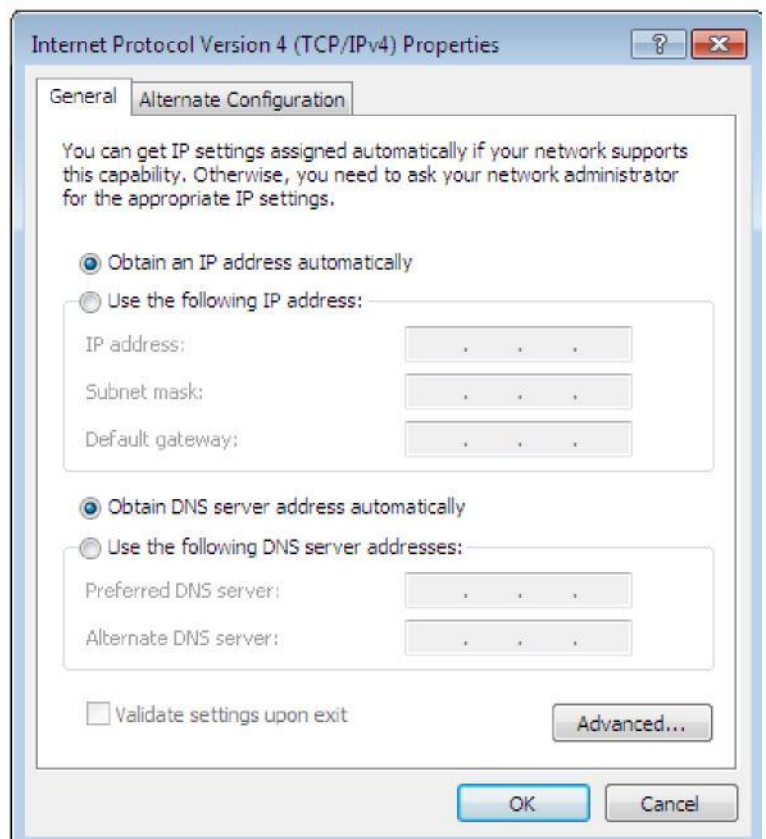 Internet Protocol Version 4 (TCP/IPv4) Properties
General
Alternate Configuration
You can get IP settings assigned automatically if your network supports
this capability. Otherwise, you need to ask your network administrator
for the appropriate IP settings.
Obtain an IP address automatically
Use the following IP address:
IP address:
. . .
Subnet mask:
. . .
Default gateway:
. . .
Obtain DNS server address automatically
Use the following DNS server addresses:
Preferred DNS server:
. . .
Alternate DNS server:
. . .
Validate settings upon exit
Advanced...
OK
Cancel